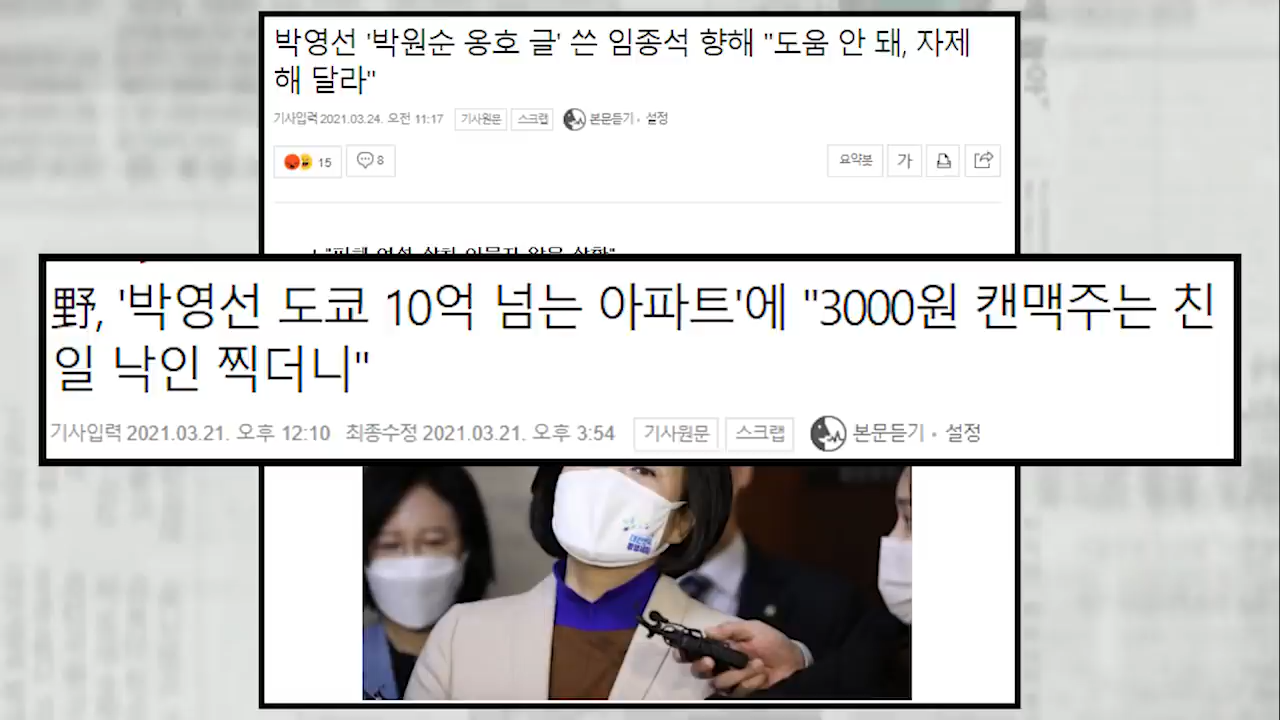 박영선 '박원순 옹호 글' 쓴 임종석 향해 "도움 안 돼, 자제
해 달라"
기사입력 2021.03.24. 오전 11:17 기사원문 스크랩 본문듣기 · 설정
15 8 요약봇 가
野, '박영선 도쿄 10억 넘는 아파트'에 "3000원 캔맥주는 친
일 낙인 찍더니"
기사입력 2021.03.21. 오후 12:10 최종수정 2021.03.21. 오후 3:54 기사원문 스크랩 본문듣기 · 설정